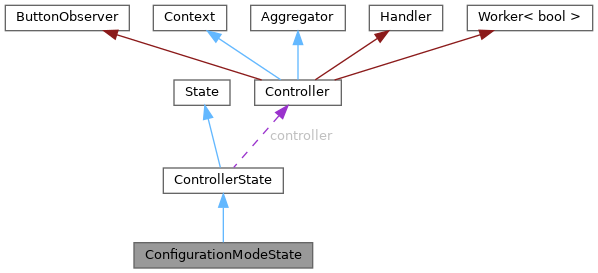 ButtonObserver
Context
Aggregator
Handler
Worker< bool >
State
Controller
controller
ControllerState
ConfigurationModeState